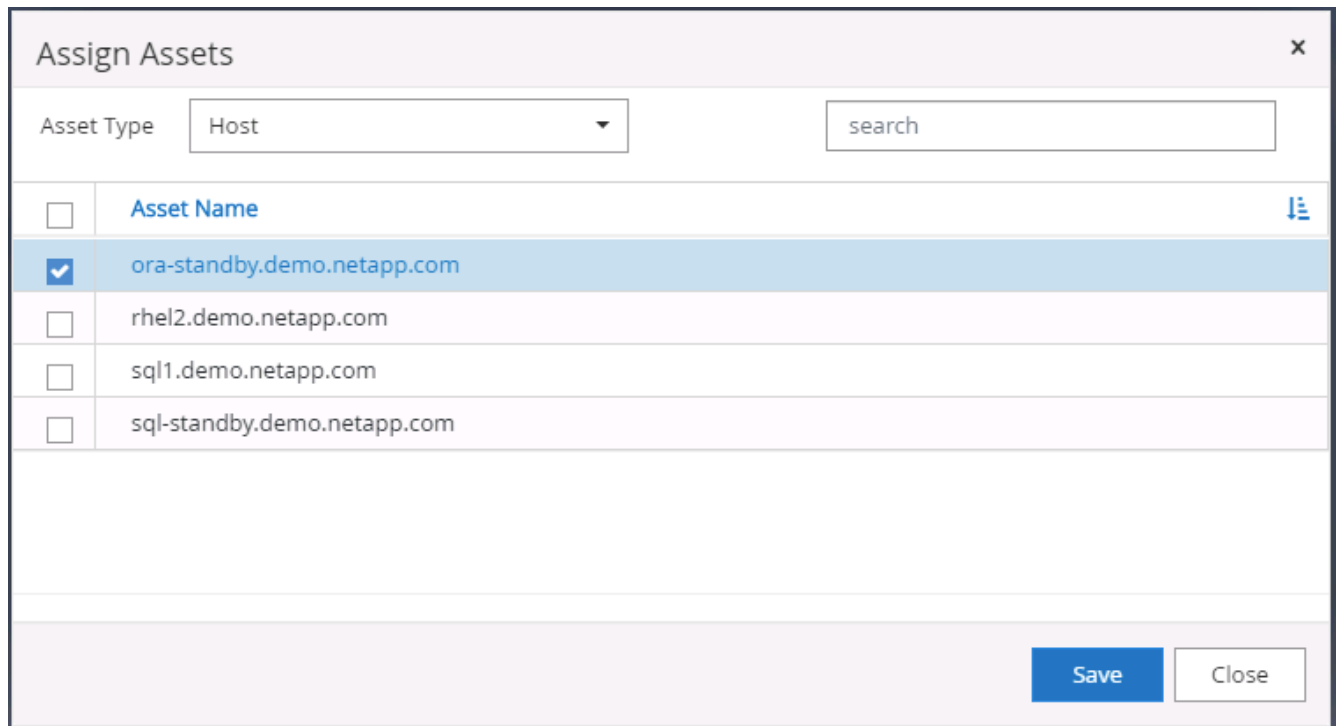 Assign Assets
Asset Type Host search
Asset Name
ora-standby.demo.netapp.com
rhel2.demo.netapp.com
sql1.demo.netapp.com
sql-standby.demo.netapp.com
Save Close